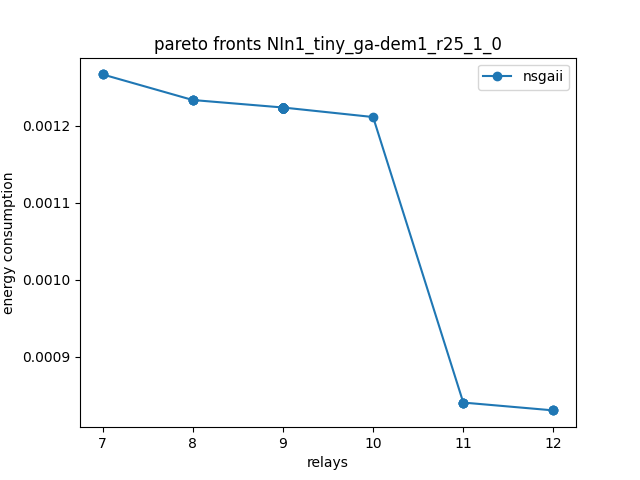 pareto fronts NIn1_tiny_ga-dem1_r25_1_0
nsgaii
energy consumption
0.0012
0.0011
0.0010
0.0009
7 8 9 10 11 12
relays